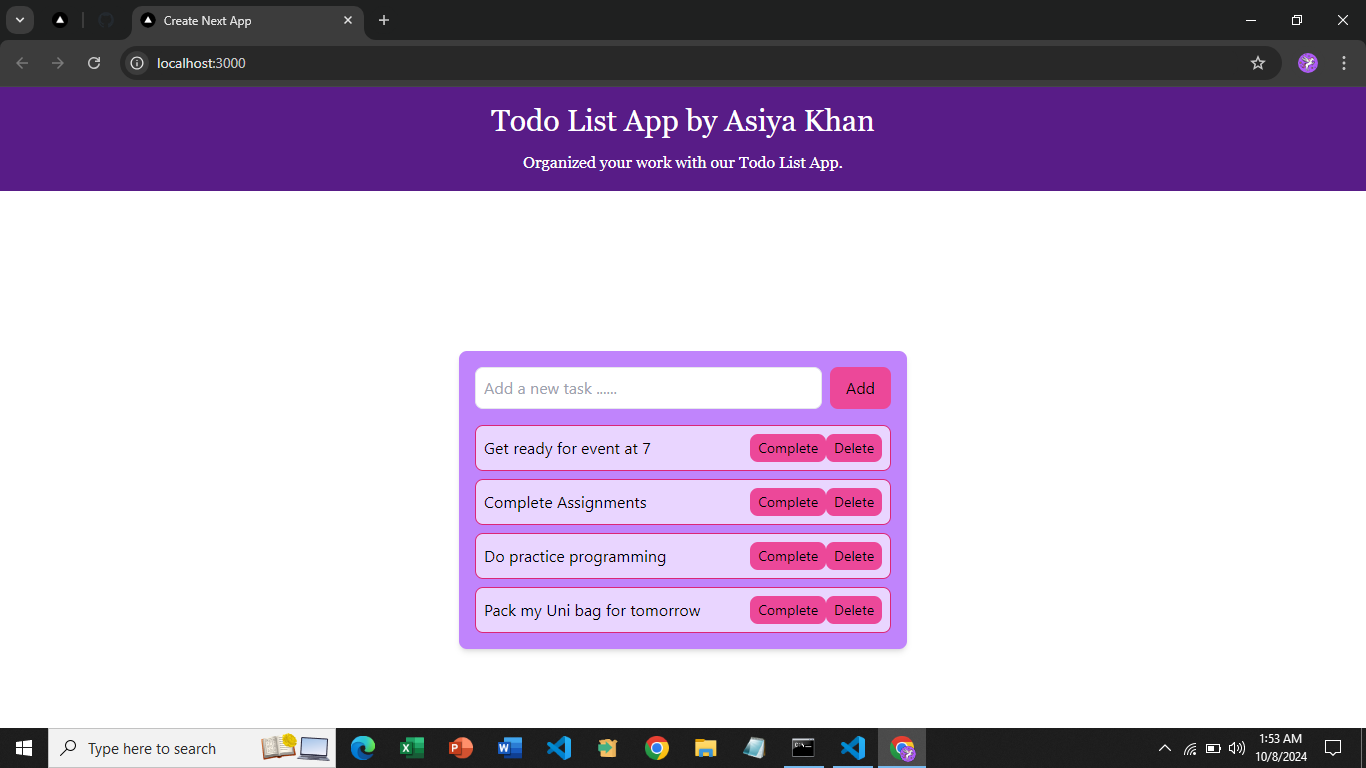 Create Next App
localhost:3000
Todo List App by Asiya Khan
Organized your work with our Todo List App.
Add a new task ......
Add
Get ready for event at 7 Complete Delete
Complete Assignments Complete Delete
Do practice programming Complete Delete
Pack my Uni bag for tomorrow Complete Delete
Type here to search
1:53 AM
10/8/2024